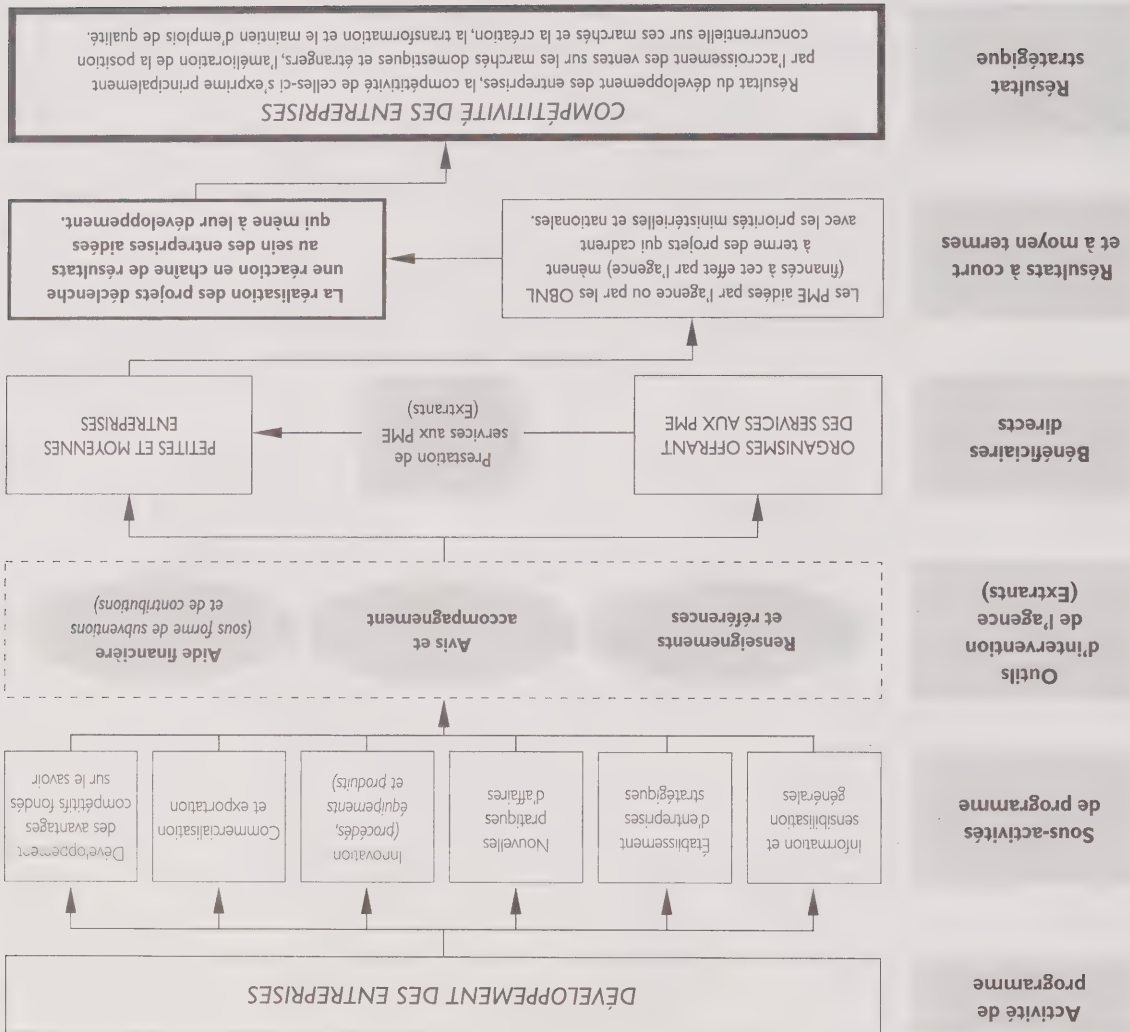 Activité de
programme
DÉVELOPPEMENT DES ENTREPRISES
Sous-activités
de programme
Information et
sensibilisation
générales
Établissement
d'entreprises
stratégiques
Nouvelles
pratiques
d'affaires
Innovation
(procédés,
équipements
et produits)
Commercialisation
et exportation
Développement
des avantages
compétitifs fondés
sur le savoir
Outils
d'intervention
de l'agence
(Extrants)
Renseignements
et références
Avis et
accompagnement
Aide financière
(sous forme de subventions
et de contributions)
Bénéficiaires
directs
ORGANISMES OFFRANT
DES SERVICES AUX PME
Prestation de
services aux PME
(Extrants)
PETITES ET MOYENNES
ENTREPRISES
Résultats à court
et à moyen termes
Les PME aidées par l'agence ou par les OBNL
(financés à cet effet par l'agence) mènent
à terme des projets qui cadrent
avec les priorités ministérielles et nationales.
La réalisation des projets déclenche
une réaction en chaîne de résultats
au sein des entreprises aidées
qui mène à leur développement.
Résultat
stratégique
COMPÉTITIVITÉ DES ENTREPRISES
Résultat du développement des entreprises, la compétitivité de celles-ci s'exprime principalement
par l'accroissement des ventes sur les marchés domestiques et étrangers, l'amélioration de la position
concurrentielle sur ces marchés et la création, la transformation et le maintien d'emplois de qualité.